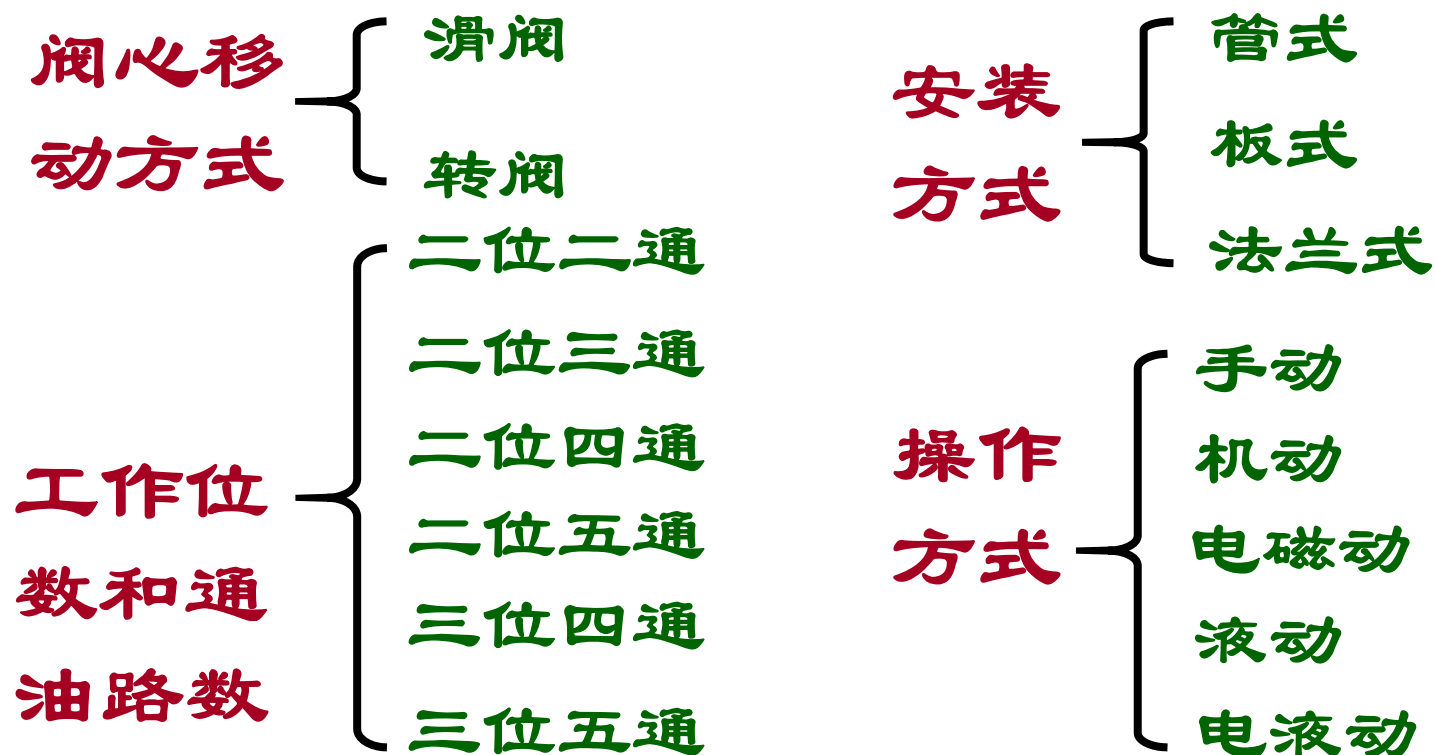 阀心移
动方式
滑阀
转阀
工作位
数和通
油路数
二位二通
二位三通
二位四通
二位五通
三位四通
三位五通
安装
方式
管式
板式
法兰式
操作
方式
手动
机动
电磁动
液动
电液动